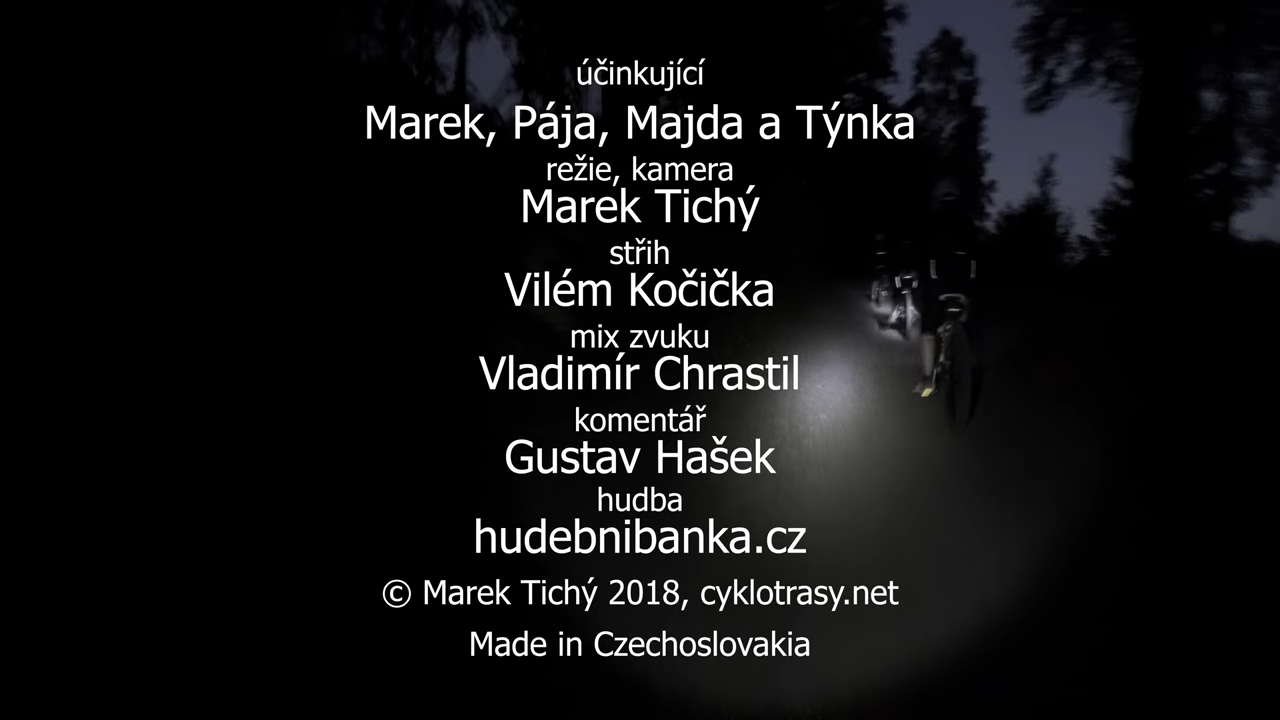 účinkující
Marek, Pája, Majda a Týnka
režie, kamera
Marek Tichý
střih
Vilém Kočička
mix zvuku
Vladimír Chrastil
komentář
Gustav Hašek
hudba
hudebnibanka.cz
© Marek Tichý 2018, cyklotrasy.net
Made in Czechoslovakia